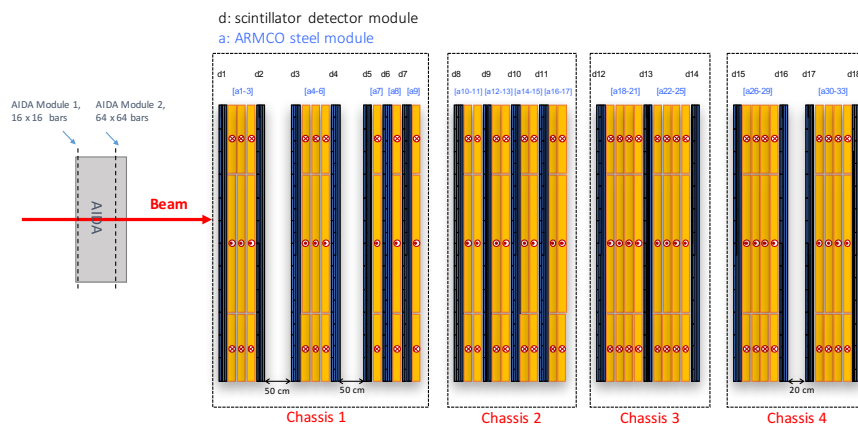 d: scintillator detector module
a: ARMCO steel module
d1 d2 d3 d4 d5 d6 d7 d8 d9 d10 d11 d12 d13 d14 d15 d16 d17 d18
[a1-3] [a4-6] [a7] [a8] [a9] [a10-11] [a12-13] [a14-15] [a16-17] [a18-21] [a22-25] [a26-29] [a30-33]
AIDA Module 1,
16 x 16 bars
AIDA Module 2,
64 x 64 bars
AIDA
Beam
50 cm 50 cm 20 cm
Chassis 1 Chassis 2 Chassis 3 Chassis 4